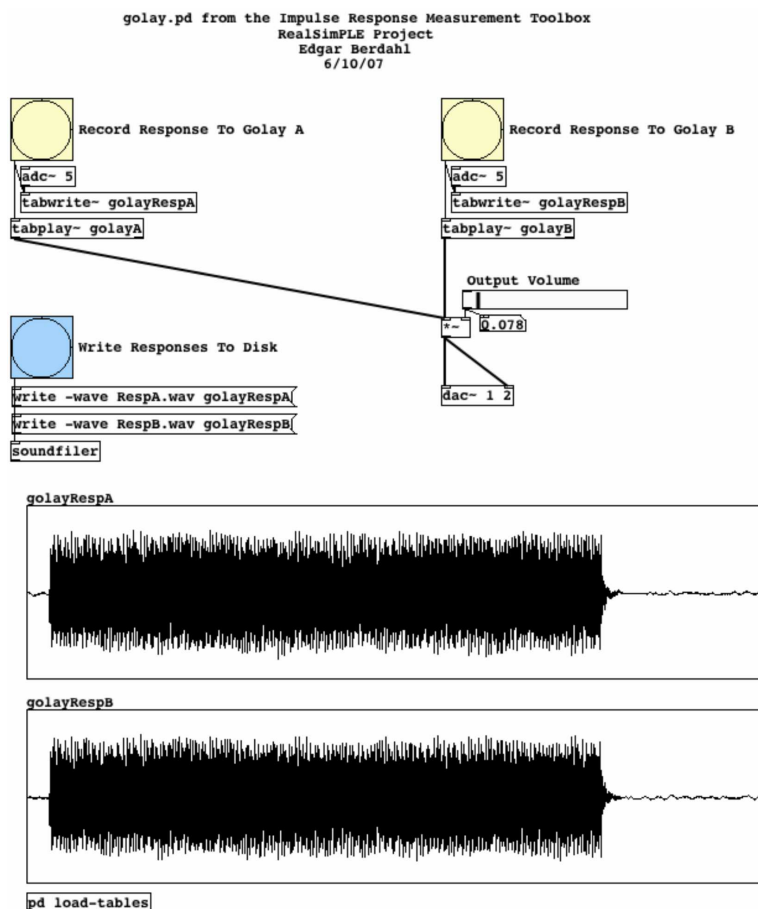 golay.pd from the Impulse Response Measurement Toolbox
RealSimPLE Project
Edgar Berdahl
6/10/07
Record Response To Golay A
Record Response To Golay B
adc~ 5
adc~ 5
tabwrite~ golayRespA
tabwrite~ golayRespB
tabplay~ golayA
tabplay~ golayB
Output Volume
*~
0.078
Write Responses To Disk
write -wave RespA.wav golayRespA
dac~ 1 2
write -wave RespB.wav golayRespB
soundfiler
golayRespA
golayRespB
pd load-tables